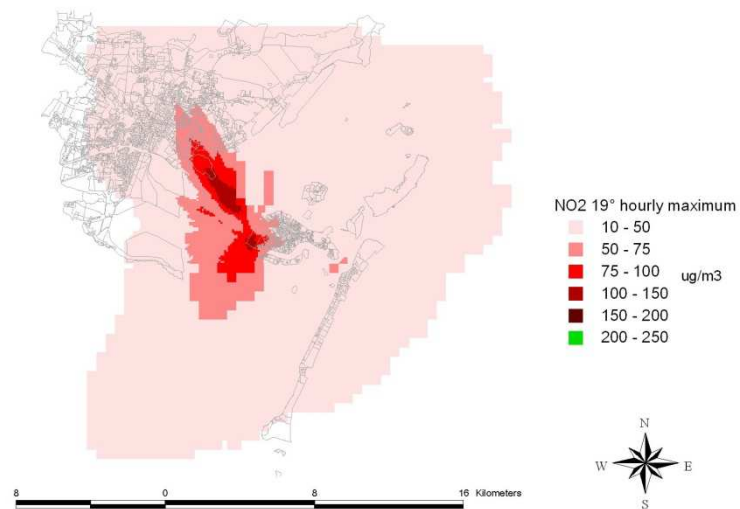 NO2 19° hourly maximum
10 - 50
50 - 75
75 - 100
ug/m3
100 - 150
150 - 200
200 - 250
N
W
E
S
8
0
8
16
Kilometers